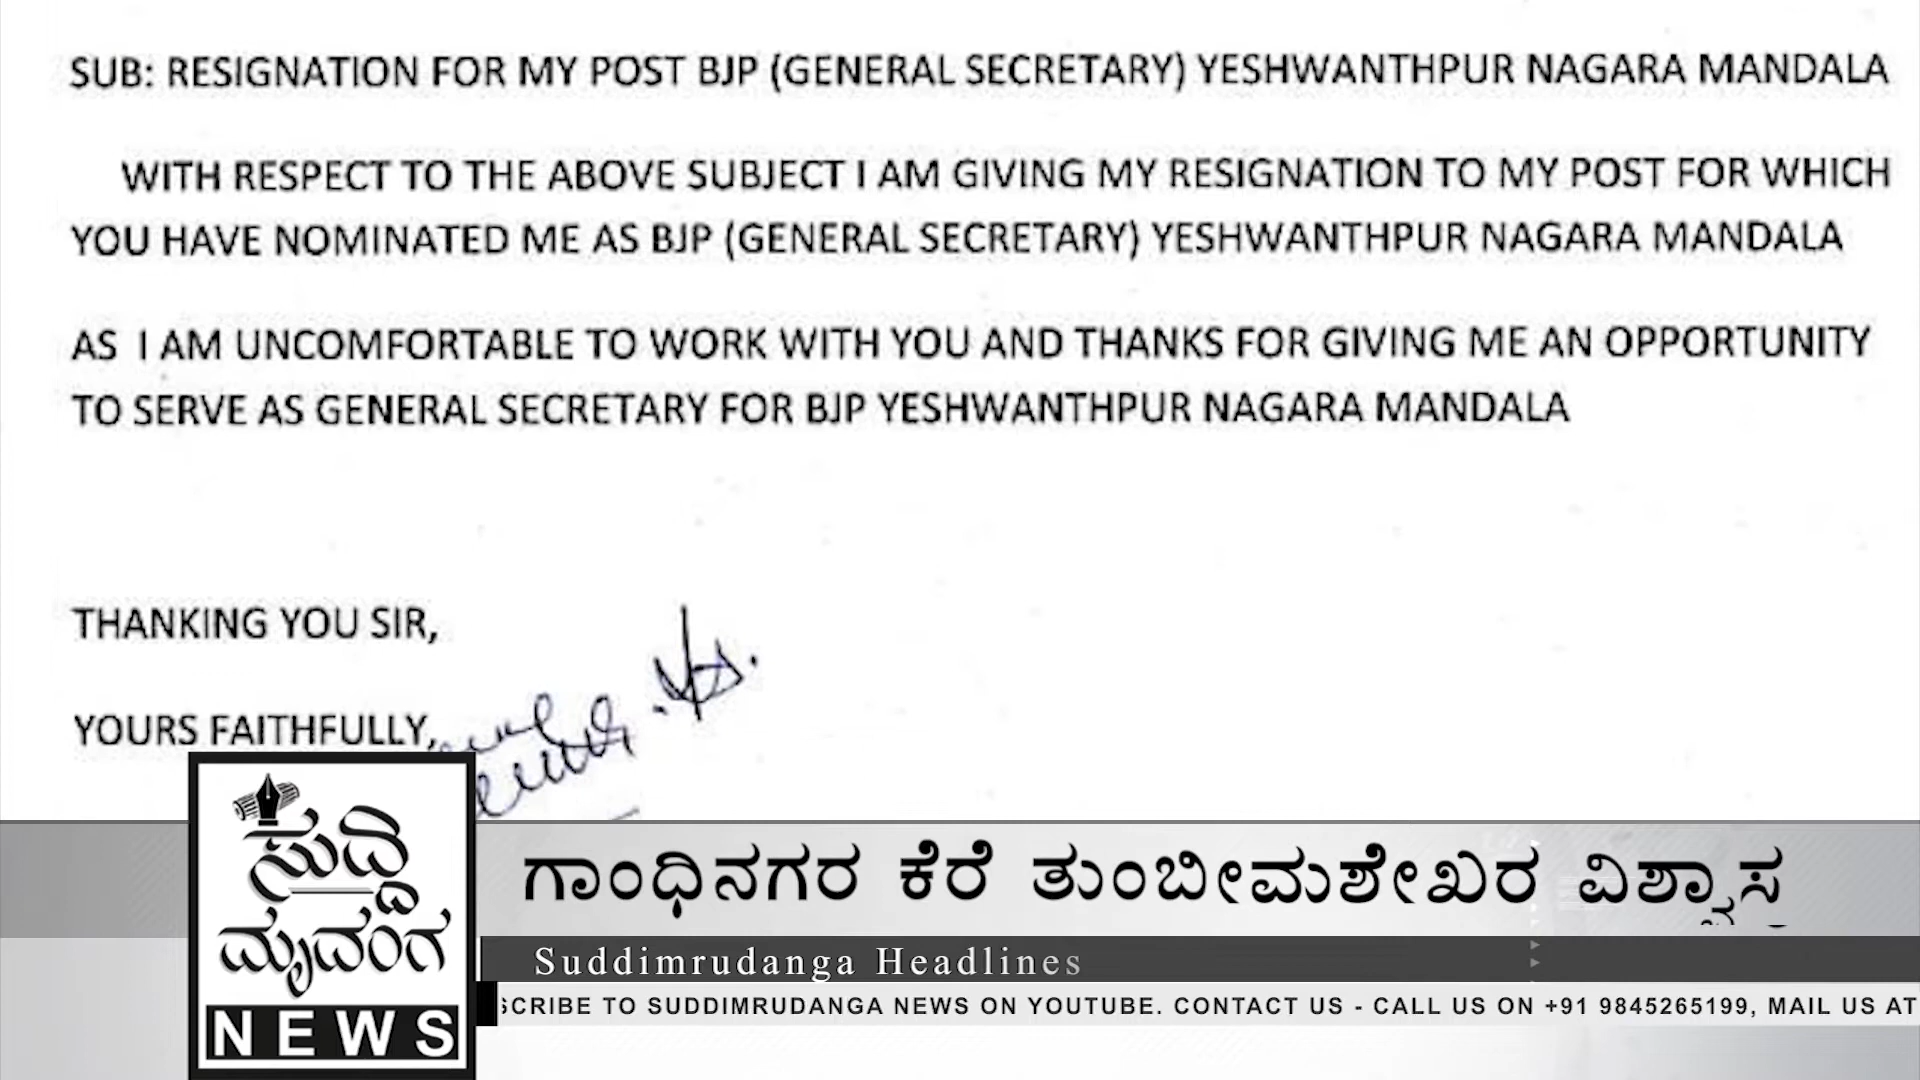 SUB: RESIGNATION FOR MY POST BJP (GENERAL SECRETARY) YESHWANTHPUR NAGARA MANDALA
WITH RESPECT TO THE ABOVE SUBJECT I AM GIVING MY RESIGNATION TO MY POST FOR WHICH
YOU HAVE NOMINATED ME AS BJP (GENERAL SECRETARY) YESHWANTHPUR NAGARA MANDALA
AS I AM UNCOMFORTABLE TO WORK WITH YOU AND THANKS FOR GIVING ME AN OPPORTUNITY
TO SERVE AS GENERAL SECRETARY FOR BJP YESHWANTHPUR NAGARA MANDALA
THANKING YOU SIR,
YOURS FAITHFULLY,
ಸುದ್ದಿ
ಮೃದಂಗ
NEWS
ಗಾಂಧಿನಗರ ಕೆರೆ ತುಂಬೀಮಶೇಖರ ವಿಶ್ವಾಸ
Suddimrudanga Headlines
SCRIBE TO SUDDIMRUDANGA NEWS ON YOUTUBE. CONTACT US - CALL US ON +91 9845265199, MAIL US AT